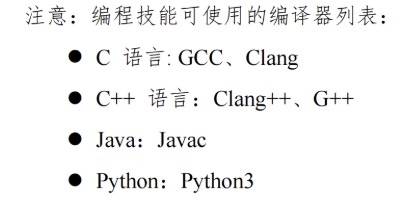 注意：编程技能可使用的编译器列表：
● C 语言: GCC、Clang
● C++ 语言：Clang++、G++
● Java：Javac
● Python：Python3